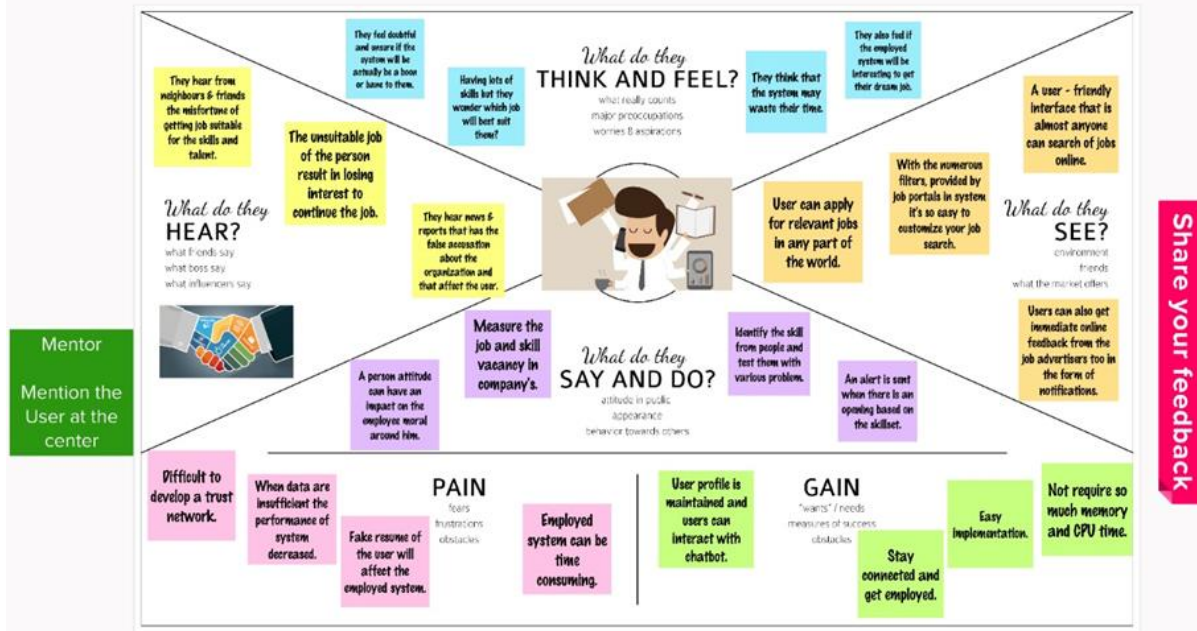 They feel doubtful
and unsure if the
system will be
actually be a boon
or bane to them.
Having lots of
skills but they
wonder which job
will best suit
them?
What do they
THINK AND FEEL?
what really counts
major preoccupations
worries & aspirations
They think that
the system may
waste their time.
They also feel if
the employed
system will be
interesting to get
their dream job.
They hear from
neighbours & friends
the misfortune of
getting job suitable
for the skills and
talent.
The unsuitable job
of the person
result in losing
interest to
continue the job.
They hear news &
reports that has the
false accusation
about the
organization and
that affect the user.
What do they
HEAR?
what friends say
what boss say
what influencers say
User can apply
for relevant jobs
in any part of
the world.
With the numerous
filters, provided by
job portals in system
it's so easy to
customize your job
search.
A user - friendly
interface that is
almost anyone
can search of jobs
online.
What do they
SEE?
environment
friends
what the market offers
Users can also get
immediate online
feedback from the
job advertisers too in
the form of
notifications.
Share your feedback
Mentor
Mention the
User at the
center
A person attitude
can have an
impact on the
employee moral
around him.
Measure the
job and skill
vacancy in
company's.
What do they
SAY AND DO?
attitude in public
appearance
behavior towards others
Identify the skill
from people and
test them with
various problem.
An alert is sent
when there is an
opening based on
the skillset.
Difficult to
develop a trust
network.
When data are
insufficient the
performance of
system
decreased.
Fake resume of
the user will
affect the
employed system.
PAIN
fears
frustrations
obstacles
Employed
system can be
time
consuming.
User profile is
maintained and
users can
interact with
chatbot.
GAIN
"wants" / needs
measures of success
obstacles
Stay
connected and
get employed.
Easy
implementation.
Not require so
much memory
and CPU time.